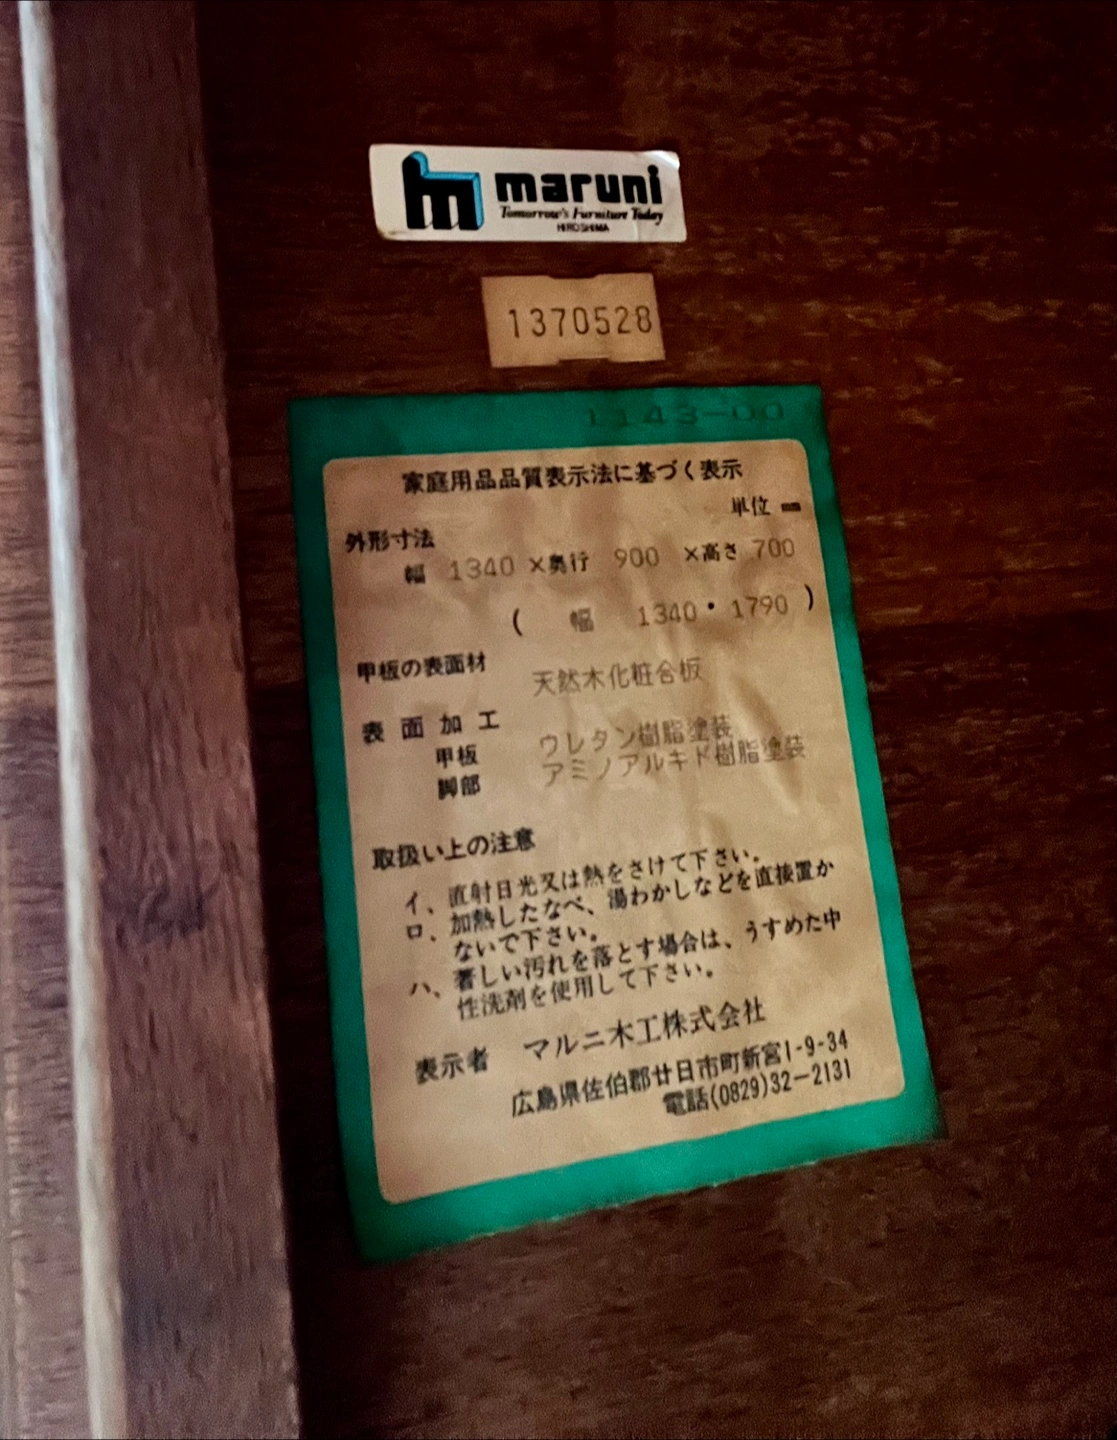 maruni
Tomorrow's Furniture Today
HIROSHIMA
1370528
1143-00
家庭用品品質表示法に基づく表示
単位 mm
外形寸法
幅 1340 ×奥行 900 ×高さ 700
( 幅 1340・1790 )
甲板の表面材 天然木化粧合板
表面加工
甲板 ウレタン樹脂塗装
脚部 アミノアルキド樹脂塗装
取扱い上の注意
イ、直射日光又は熱をさけて下さい。
ロ、加熱したなべ、湯わかしなどを直接置か
ないで下さい。
ハ、著しい汚れを落とす場合は、うすめた中
性洗剤を使用して下さい。
表示者 マルニ木工株式会社
広島県佐伯郡廿日市町新宮1-9-34
電話(0829)32-2131